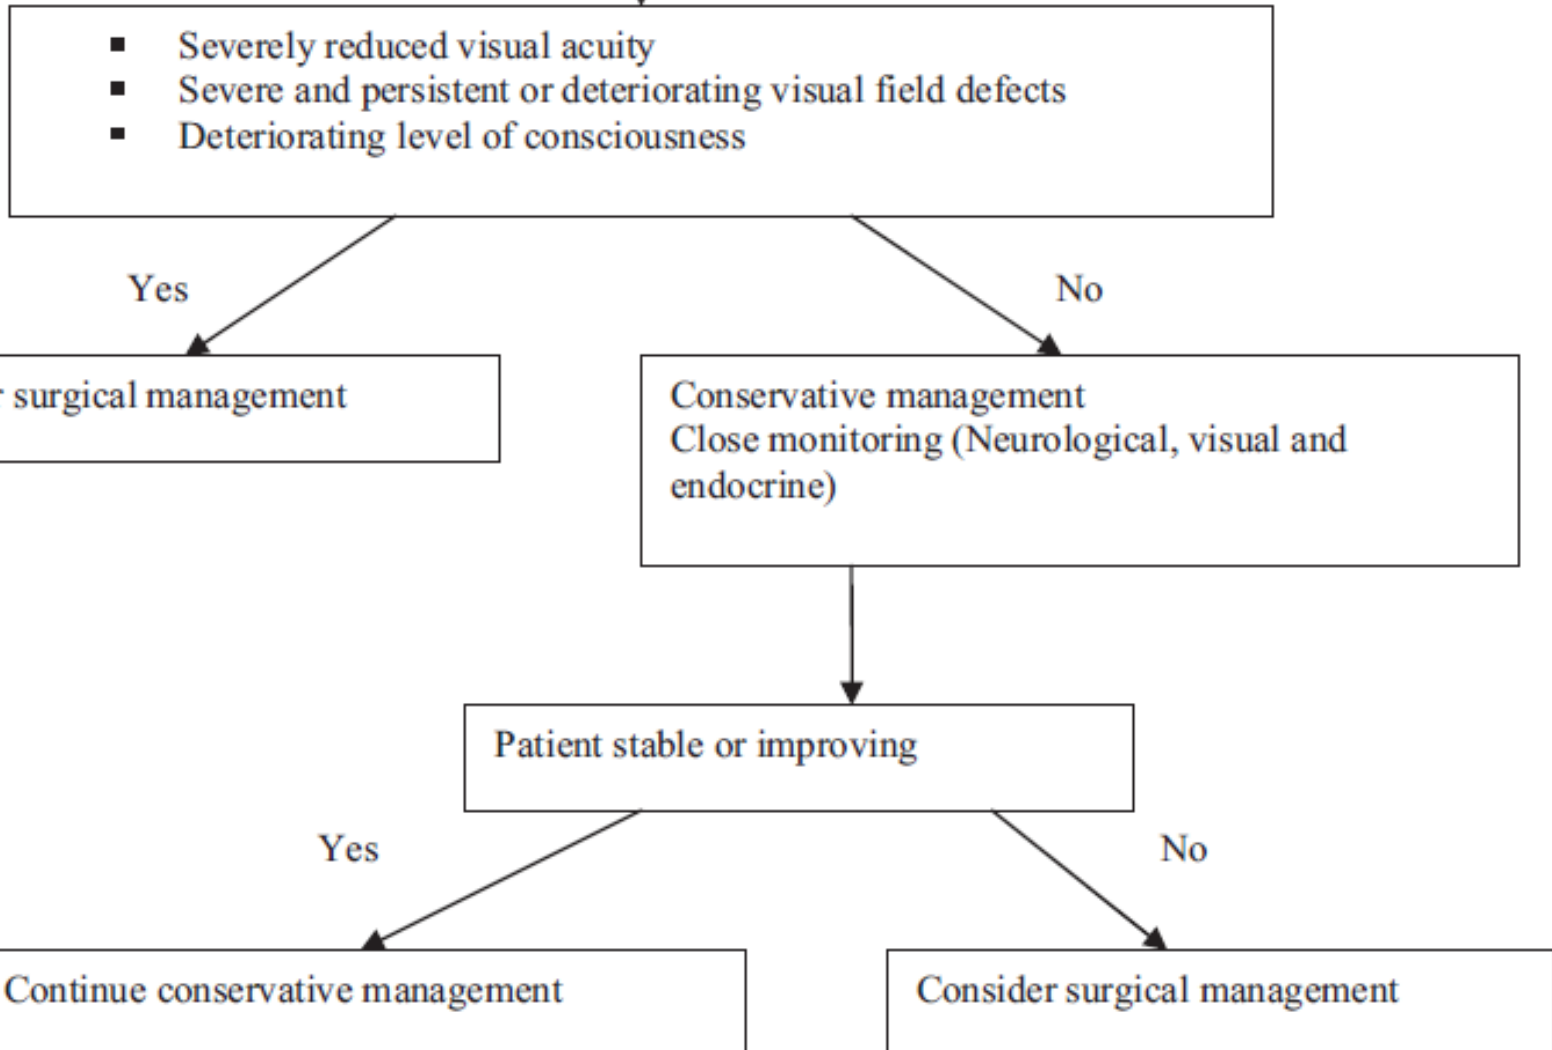 ▪ Severely reduced visual acuity
▪ Severe and persistent or deteriorating visual field defects
▪ Deteriorating level of consciousness
Yes
No
surgical management
Conservative management
Close monitoring (Neurological, visual and
endocrine)
Patient stable or improving
Yes
No
Continue conservative management
Consider surgical management